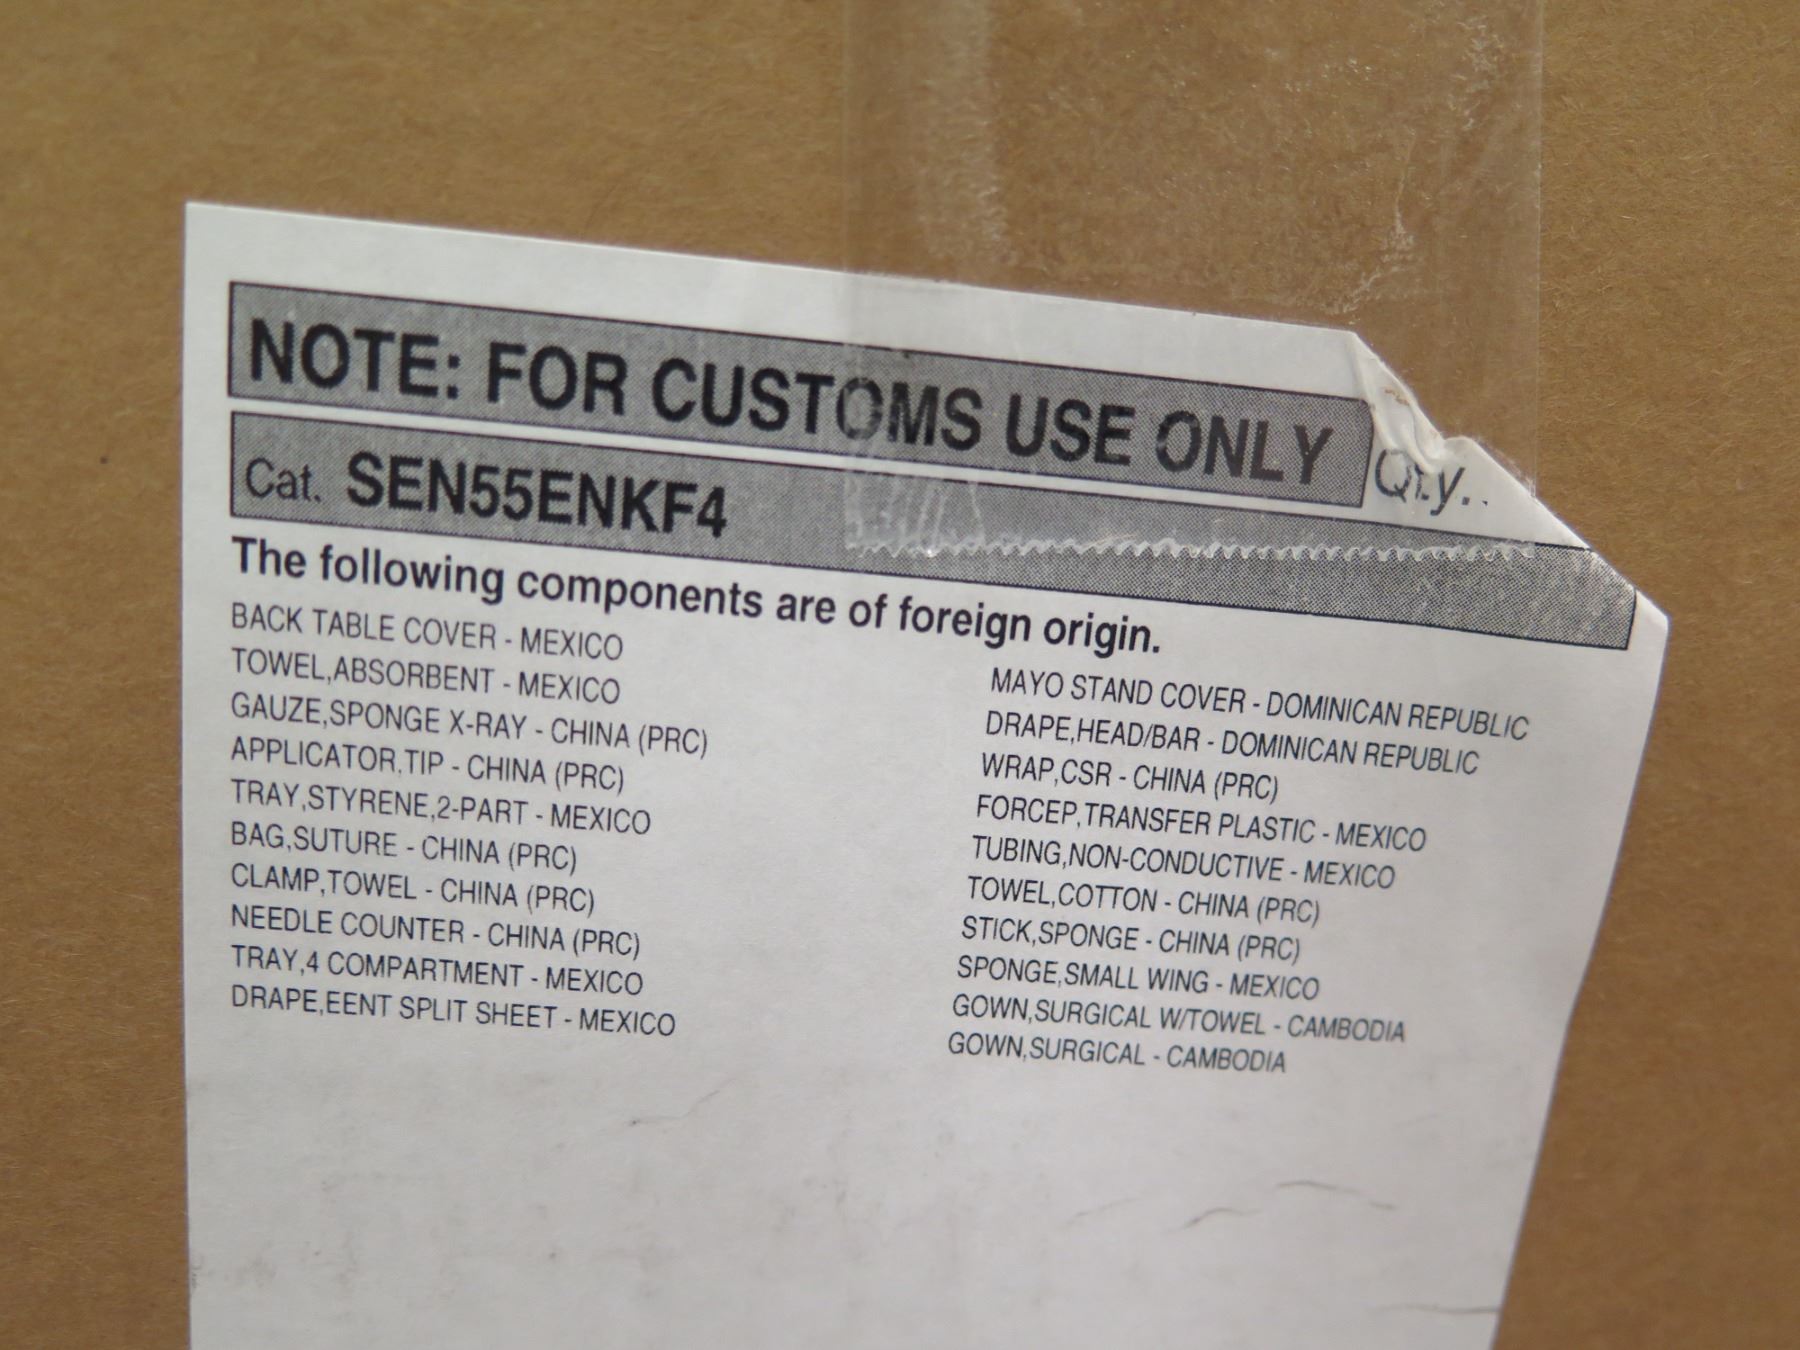 NOTE: FOR CUSTOMS USE ONLY
Qty.
Cat. SEN55ENKF4
The following components are of foreign origin.
BACK TABLE COVER - MEXICO
TOWEL,ABSORBENT - MEXICO
GAUZE,SPONGE X-RAY - CHINA (PRC)
APPLICATOR,TIP - CHINA (PRC)
TRAY,STYRENE,2-PART - MEXICO
BAG,SUTURE - CHINA (PRC)
CLAMP,TOWEL - CHINA (PRC)
NEEDLE COUNTER - CHINA (PRC)
TRAY,4 COMPARTMENT - MEXICO
DRAPE,EENT SPLIT SHEET - MEXICO
MAYO STAND COVER - DOMINICAN REPUBLIC
DRAPE,HEAD/BAR - DOMINICAN REPUBLIC
WRAP,CSR - CHINA (PRC)
FORCEP,TRANSFER PLASTIC - MEXICO
TUBING,NON-CONDUCTIVE - MEXICO
TOWEL,COTTON - CHINA (PRC)
STICK,SPONGE - CHINA (PRC)
SPONGE,SMALL WING - MEXICO
GOWN,SURGICAL W/TOWEL - CAMBODIA
GOWN,SURGICAL - CAMBODIA